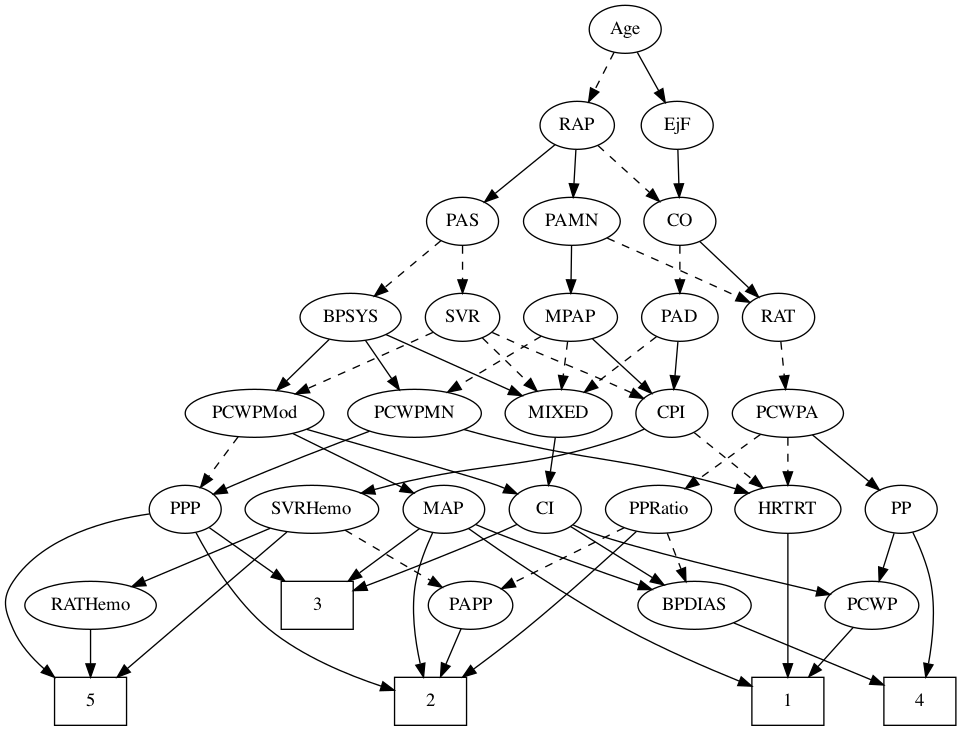 Age
RAP
EjF
PAS
PAMN
CO
BPSYS
SVR
MPAP
PAD
RAT
PCWPMod
PCWPMN
MIXED
CPI
PCWPA
PPP
SVRHemo
MAP
CI
PPRatio
HRTRT
PP
RATHemo
3
PAPP
BPDIAS
PCWP
5
2
1
4